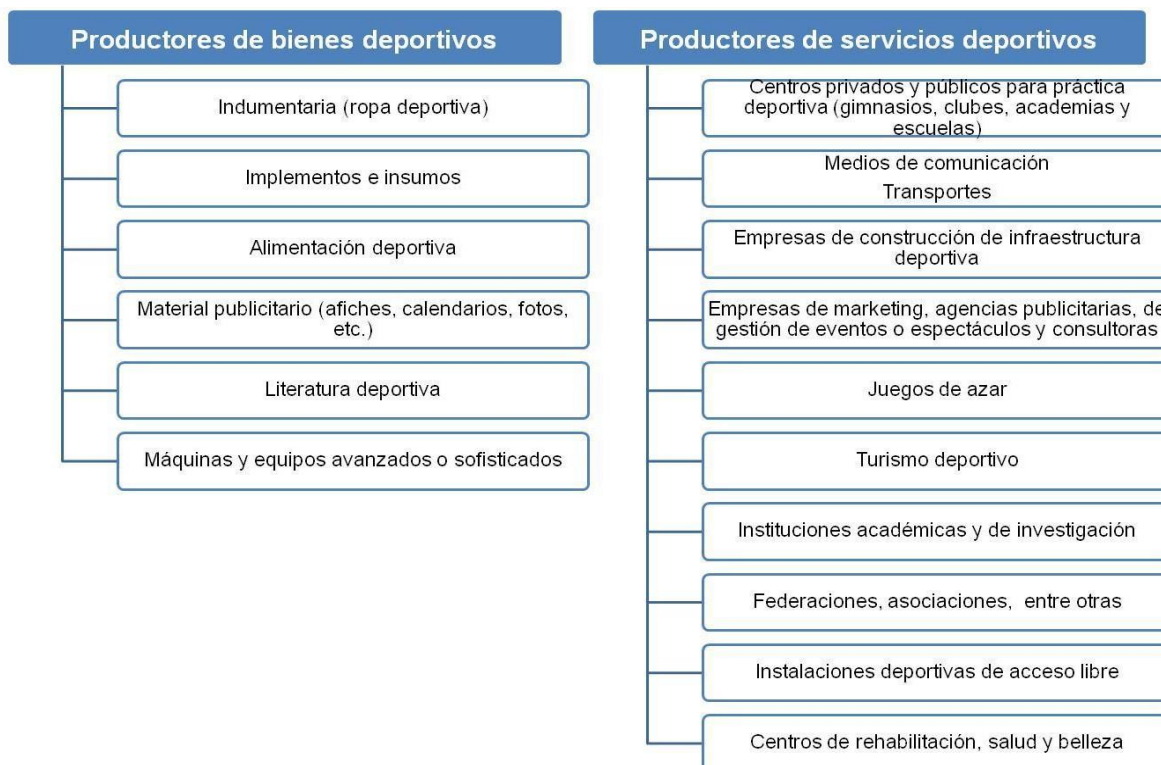 Productores de bienes deportivos
Indumentaria (ropa deportiva)
Implementos e insumos
Alimentación deportiva
Material publicitario (afiches, calendarios, fotos,
etc.)
Literatura deportiva
Máquinas y equipos avanzados o sofisticados
Productores de servicios deportivos
Centros privados y públicos para práctica
deportiva (gimnasios, clubes, academias y
escuelas)
Medios de comunicación
Transportes
Empresas de construcción de infraestructura
deportiva
Empresas de marketing, agencias publicitarias, de
gestión de eventos o espectáculos y consultoras
Juegos de azar
Turismo deportivo
Instituciones académicas y de investigación
Federaciones, asociaciones, entre otras
Instalaciones deportivas de acceso libre
Centros de rehabilitación, salud y belleza